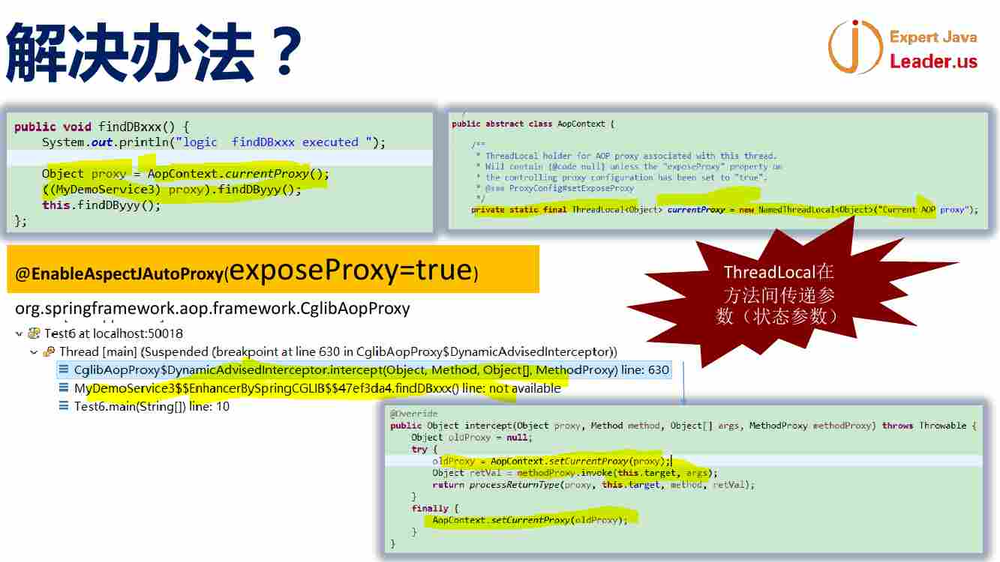 解决办法？
Expert Java
Leader.us
public void findDBxxx() {
System.out.println("logic  findDBxxx executed ");
Object proxy = AopContext.currentProxy();
((MyDemoService3) proxy).findDByyy();
this.findDByyy();
};
public abstract class AopContext {
/**
* ThreadLocal holder for AOP proxy associated with this thread.
* Will contain {@code null} unless the "exposeProxy" property on
* the controlling proxy configuration has been set to "true".
* @see ProxyConfig#setExposeProxy
*/
private static final ThreadLocal<Object> currentProxy = new NamedThreadLocal<Object>("Current AOP proxy");
@EnableAspectJAutoProxy(exposeProxy=true)
ThreadLocal在
方法间传递参
数（状态参数）
org.springframework.aop.framework.CglibAopProxy
Test6 at localhost:50018
Thread [main] (Suspended (breakpoint at line 630 in CglibAopProxy$DynamicAdvisedInterceptor))
CglibAopProxy$DynamicAdvisedInterceptor.intercept(Object, Method, Object[], MethodProxy) line: 630
MyDemoService3$$EnhancerBySpringCGLIB$$47ef3da4.findDBxxx() line: not available
Test6.main(String[]) line: 10
@Override
public Object intercept(Object proxy, Method method, Object[] args, MethodProxy methodProxy) throws Throwable {
Object oldProxy = null;
try {
oldProxy = AopContext.setCurrentProxy(proxy);
Object retVal = methodProxy.invoke(this.target, args);
return processReturnType(proxy, this.target, method, retVal);
}
finally {
AopContext.setCurrentProxy(oldProxy);
}
}